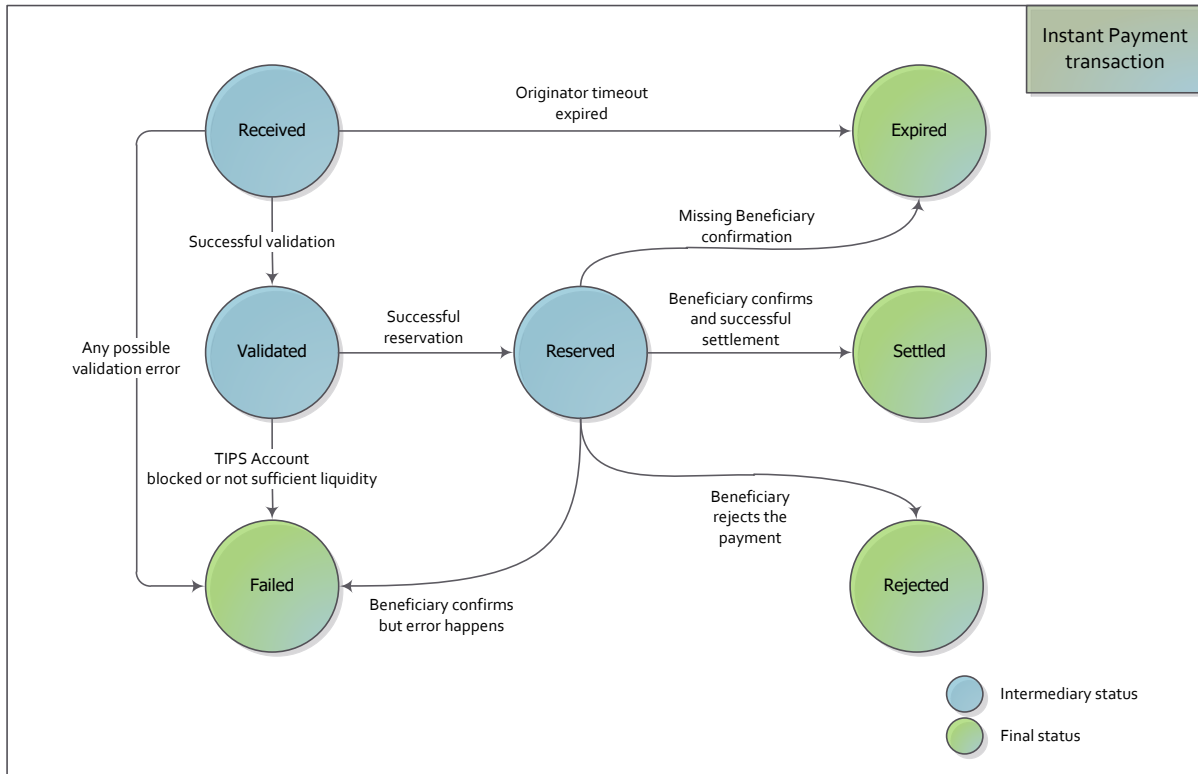 Instant Payment
transaction
Originator timeout
expired
Received
Expired
Missing Beneficiary
confirmation
Successful validation
Beneficiary confirms
and successful
settlement
Successful
reservation
Any possible
validation error
Validated
Reserved
Settled
TIPS Account
blocked or not sufficient liquidity
Beneficiary
rejects the
payment
Failed
Rejected
Beneficiary confirms
but error happens
Intermediary status
Final status